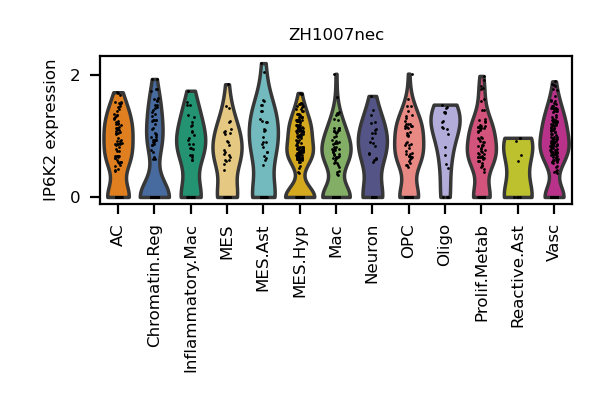 ZH1007nec
IP6K2 expression
2
0
AC
Chromatin.Reg
Inflammatory.Mac
MES
MES.Ast
MES.Hyp
Mac
Neuron
OPC
Oligo
Prolif.Metab
Reactive.Ast
Vasc